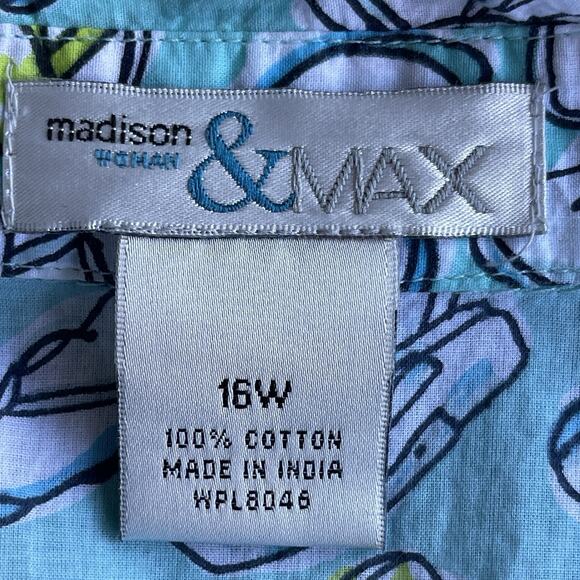 madison & MAX
WOMAN
16W
100% COTTON
MADE IN INDIA
WPL8046